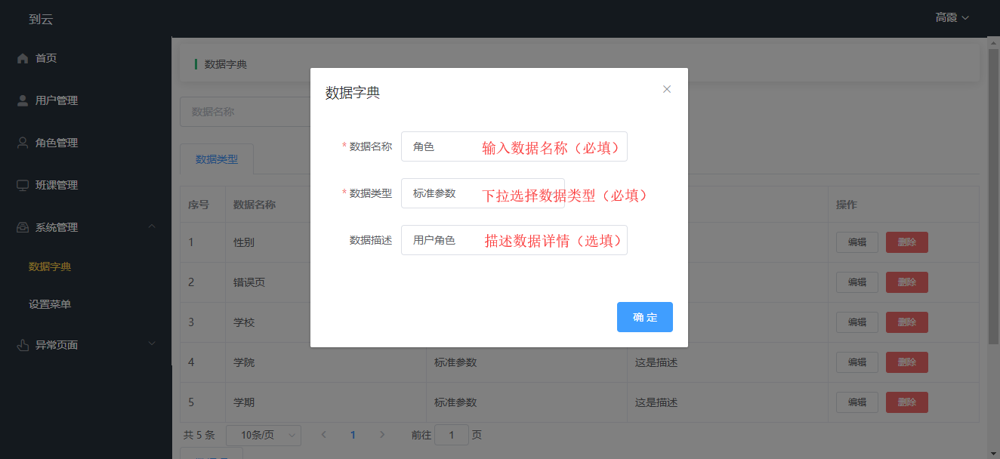 到云
高霞
首页
用户管理
角色管理
班课管理
系统管理
数据字典
设置菜单
异常页面
数据字典
数据名称
数据类型
序号 数据名称 操作
1 性别 编辑 删除
2 错误页 编辑 删除
3 学校 编辑 删除
4 学院 标准参数 这是描述 编辑 删除
5 学期 标准参数 这是描述 编辑 删除
共 5 条 10条/页 1 前往 1 页
数据字典
* 数据名称 角色 输入数据名称（必填）
* 数据类型 标准参数 下拉选择数据类型（必填）
数据描述 用户角色 描述数据详情（选填）
确 定